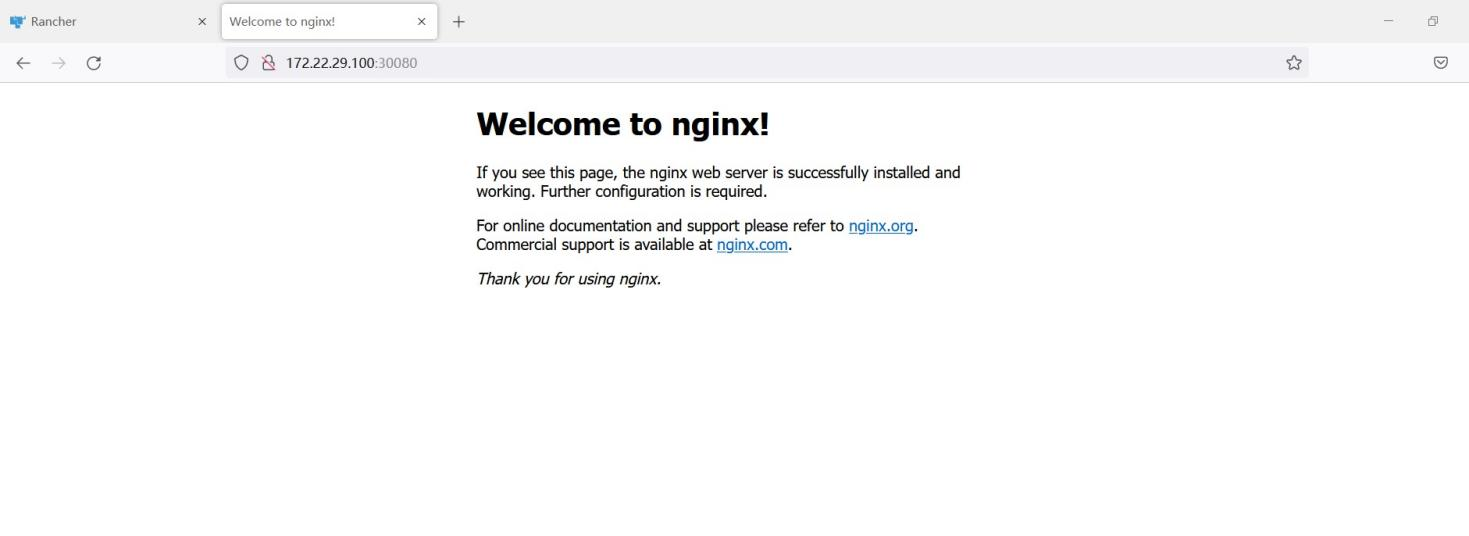 Rancher
Welcome to nginx!
172.22.29.100:30080
Welcome to nginx!
If you see this page, the nginx web server is successfully installed and
working. Further configuration is required.
For online documentation and support please refer to nginx.org.
Commercial support is available at nginx.com.
Thank you for using nginx.